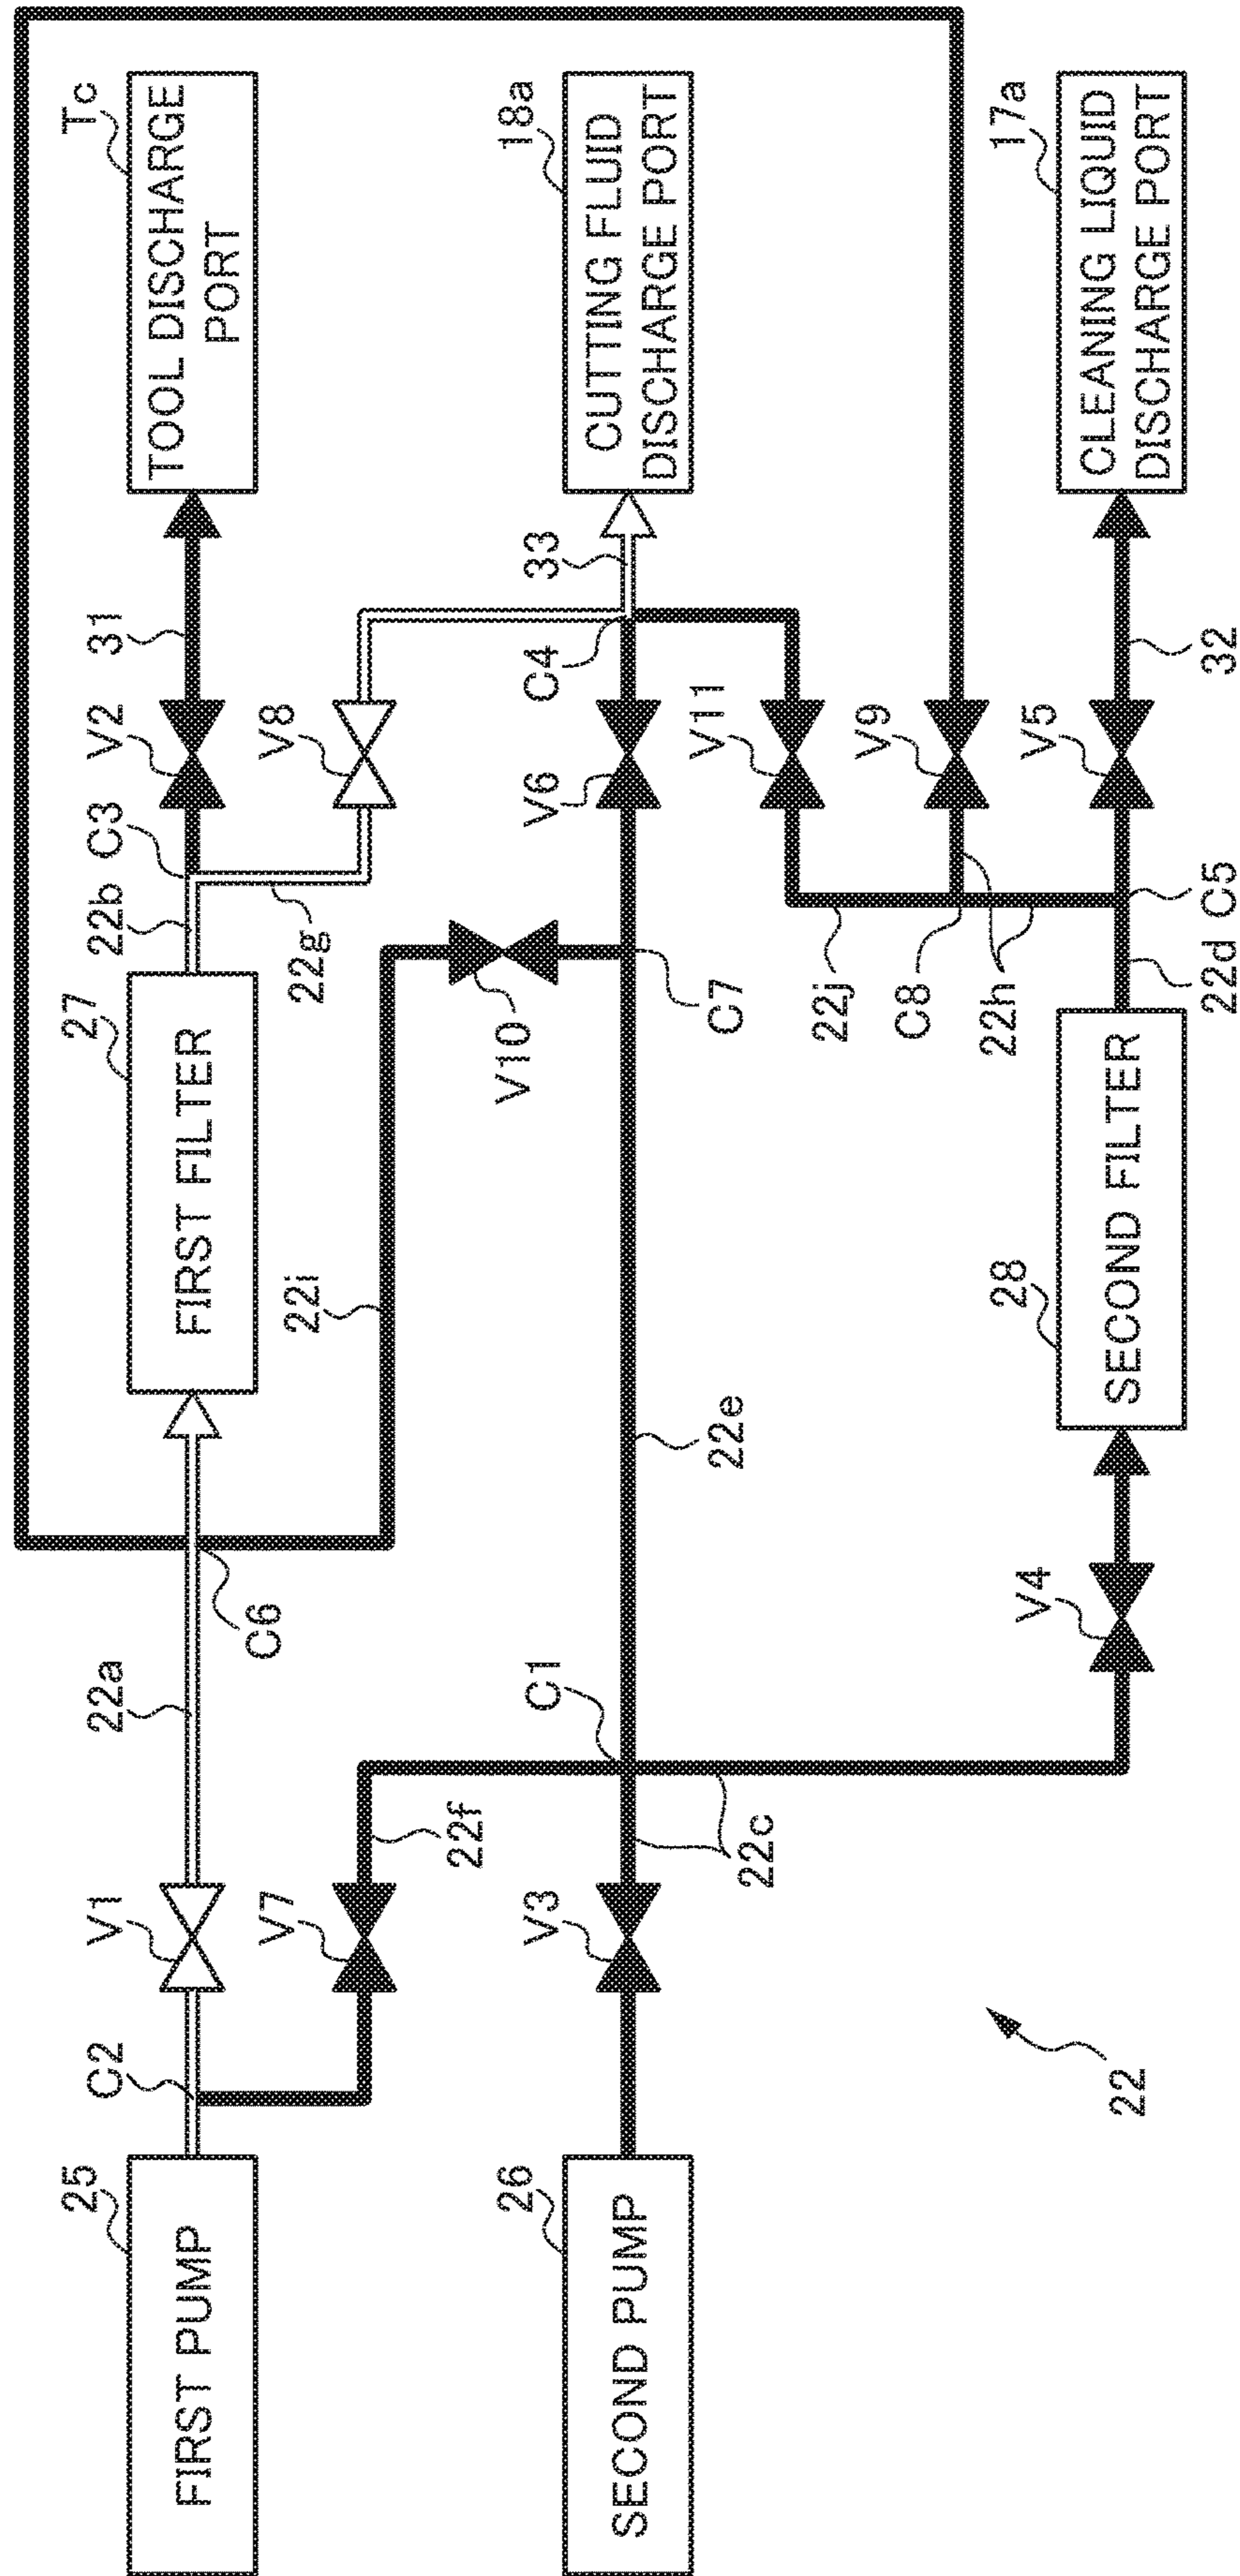 25
FIRST PUMP
C2
V1
22a
C6
27
FIRST FILTER
22b
C3
V2
31
Tc
TOOL DISCHARGE
PORT
V7
22f
22i
22g
V8
26
SECOND PUMP
V3
22c
C1
22e
V10
C7
V6
C4
33
18a
CUTTING FLUID
DISCHARGE PORT
V11
22j
C8
V9
22h
22
V4
28
SECOND FILTER
22d
C5
V5
32
17a
CLEANING LIQUID
DISCHARGE PORT